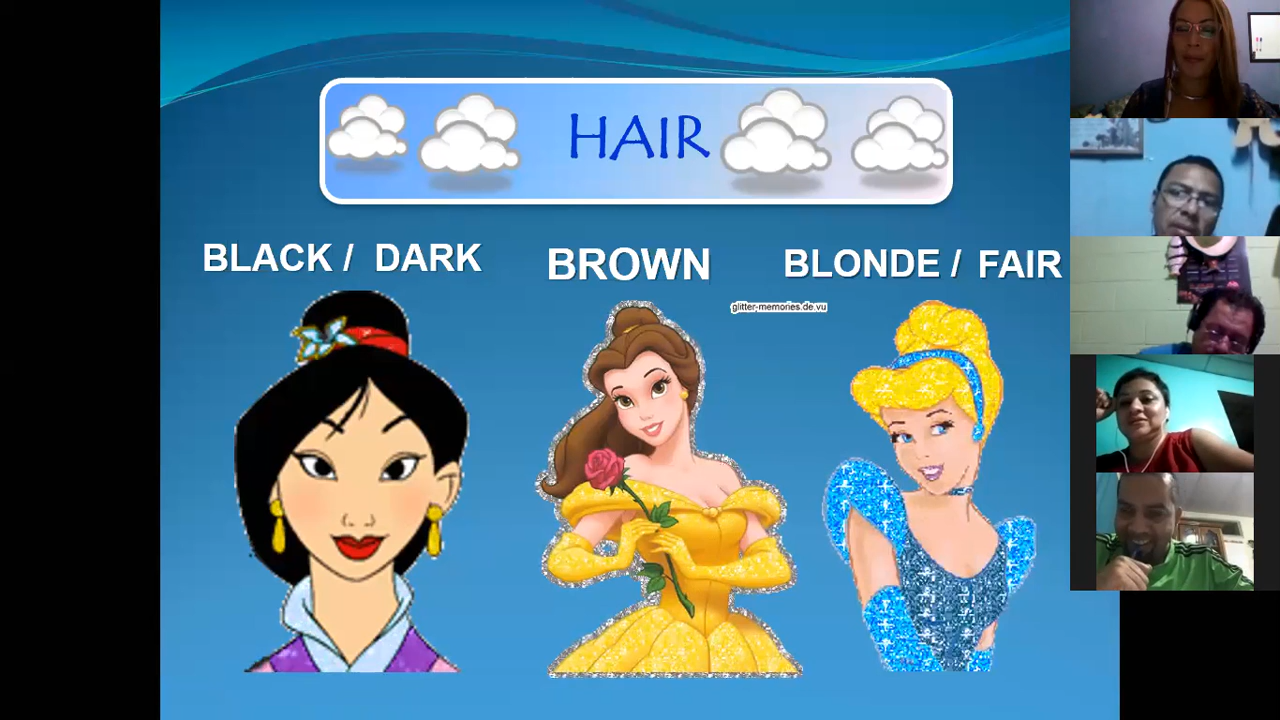 HAIR
BLACK / DARK
BROWN
BLONDE / FAIR
glitter-memories.de.vu